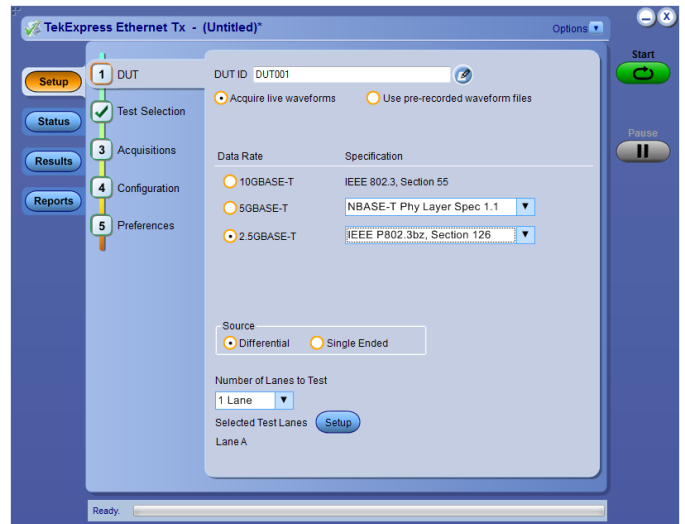 TekExpress Ethernet Tx - (Untitled)*
Options
Start
Pause
Setup
Status
Results
Reports
1 DUT
Test Selection
3 Acquisitions
4 Configuration
5 Preferences
DUT ID DUT001
Acquire live waveforms
Use pre-recorded waveform files
Data Rate Specification
10GBASE-T IEEE 802.3, Section 55
5GBASE-T NBASE-T Phy Layer Spec 1.1
2.5GBASE-T IEEE P802.3bz, Section 126
Source
Differential Single Ended
Number of Lanes to Test
1 Lane
Selected Test Lanes Setup
Lane A
Ready.